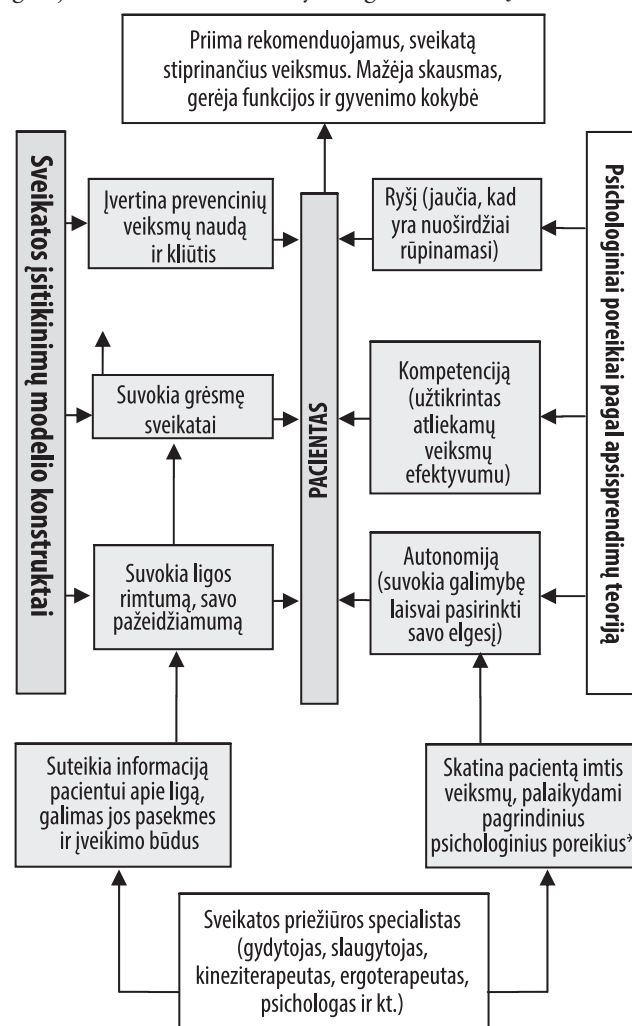 Priima rekomenduojamus, sveikatą
stiprinančius veiksmus. Mažėja skausmas,
gerėja funkcijos ir gyvenimo kokybė
Sveikatos įsitikinimų modelio konstruktai
Įvertina prevencinių
veiksmų naudą
ir kliūtis
Suvokia grėsmę
sveikatai
Suvokia ligos
rimtumą, savo
pažeidžiamumą
PACIENTAS
Ryšį (jaučia, kad
yra nuoširdžiai
rūpinamasi)
Kompetenciją
(užtikrintas
atliekamų
veiksmų
efektyvumu)
Autonomiją
(suvokia galimybę
laisvai pasirinkti
savo elgesį)
Psichologiniai poreikiai pagal apsisprendimų teoriją
Suteikia informaciją
pacientui apie ligą,
galimas jos pasekmes
ir įveikimo būdus
Skatina pacientą imtis
veiksmų, palaikydami
pagrindinius
psichologinius poreikius*
Sveikatos priežiūros specialistas
(gydytojas, slaugytojas,
kineziterapeutas, ergoterapeutas,
psichologas ir kt.)